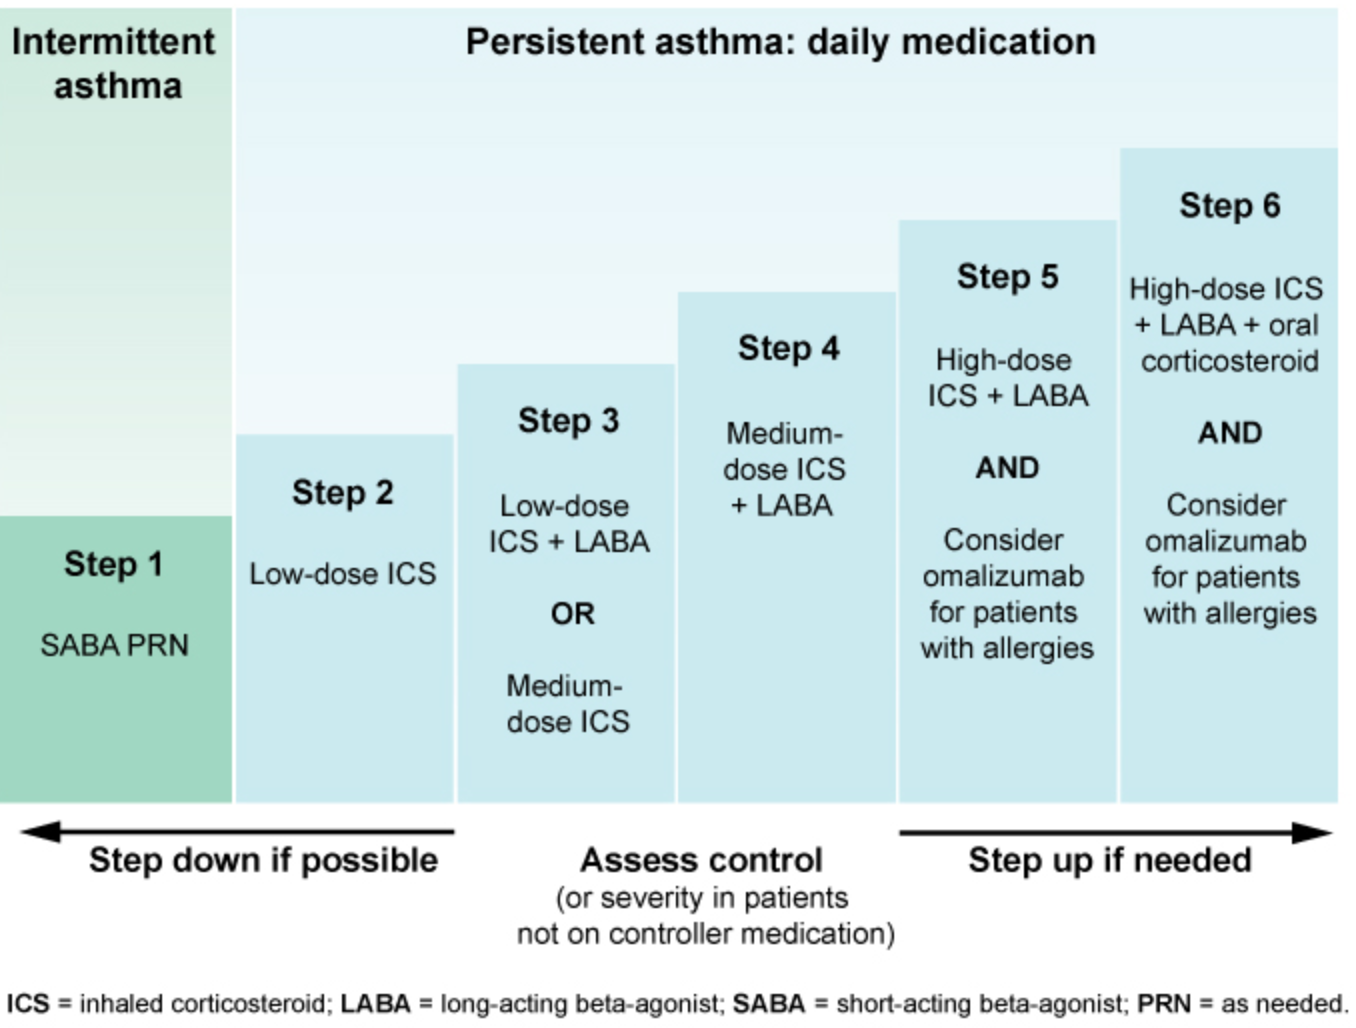 Intermittent
asthma
Persistent asthma: daily medication
Step 1
SABA PRN
Step 2
Low-dose ICS
Step 3
Low-dose
ICS + LABA
OR
Medium-
dose ICS
Step 4
Medium-
dose ICS
+ LABA
Step 5
High-dose
ICS + LABA
AND
Consider
omalizumab
for patients
with allergies
Step 6
High-dose ICS
+ LABA + oral
corticosteroid
AND
Consider
omalizumab
for patients
with allergies
Step down if possible
Assess control
(or severity in patients
not on controller medication)
Step up if needed
ICS = inhaled corticosteroid; LABA = long-acting beta-agonist; SABA = short-acting beta-agonist; PRN = as needed.